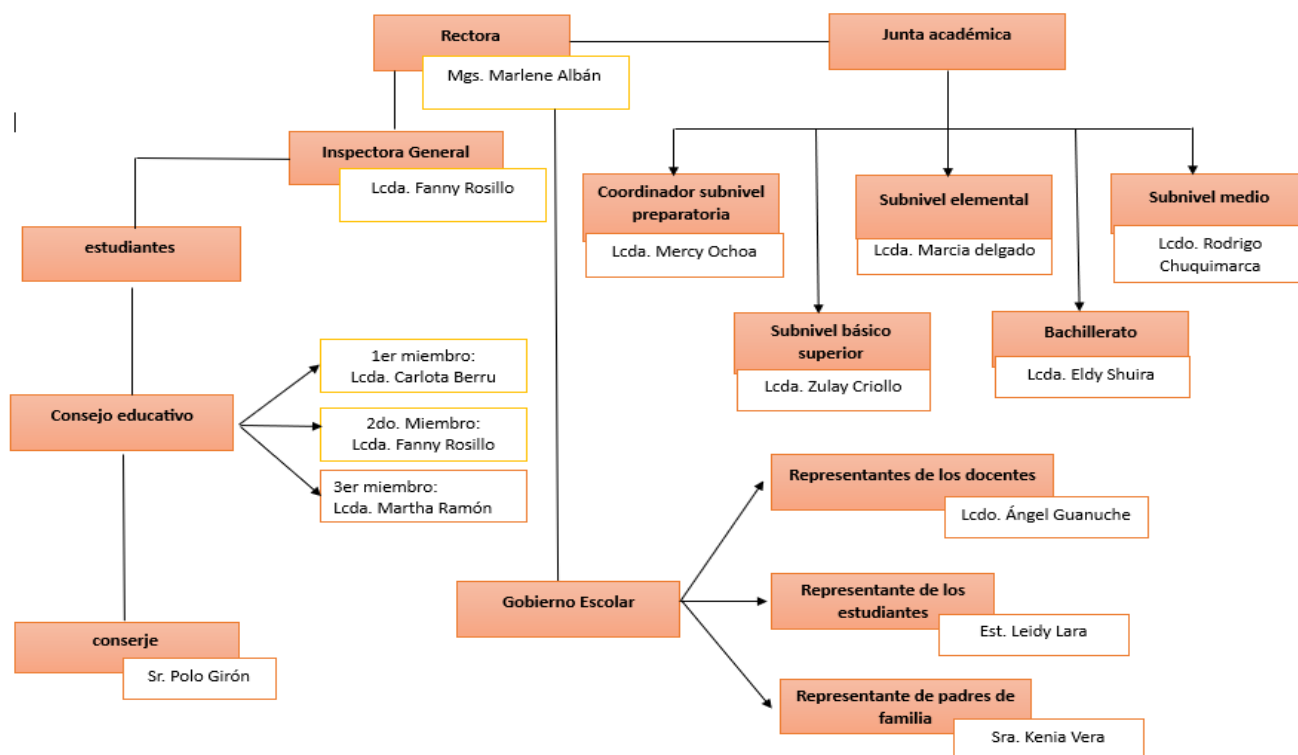 Rectora
Mgs. Marlene Albán
Junta académica
Inspectora General
Lcda. Fanny Rosillo
Coordinador subnivel
preparatoria
Lcda. Mercy Ochoa
Subnivel elemental
Lcda. Marcia delgado
Subnivel medio
Lcdo. Rodrigo
Chuquimarca
estudiantes
Subnivel básico
superior
Lcda. Zulay Criollo
Bachillerato
Lcda. Eldy Shuira
Consejo educativo
1er miembro:
Lcda. Carlota Berru
2do. Miembro:
Lcda. Fanny Rosillo
3er miembro:
Lcda. Martha Ramón
Representantes de los docentes
Lcdo. Ángel Guanuche
Gobierno Escolar
Representante de los
estudiantes
Est. Leidy Lara
conserje
Sr. Polo Girón
Representante de padres de
familia
Sra. Kenia Vera